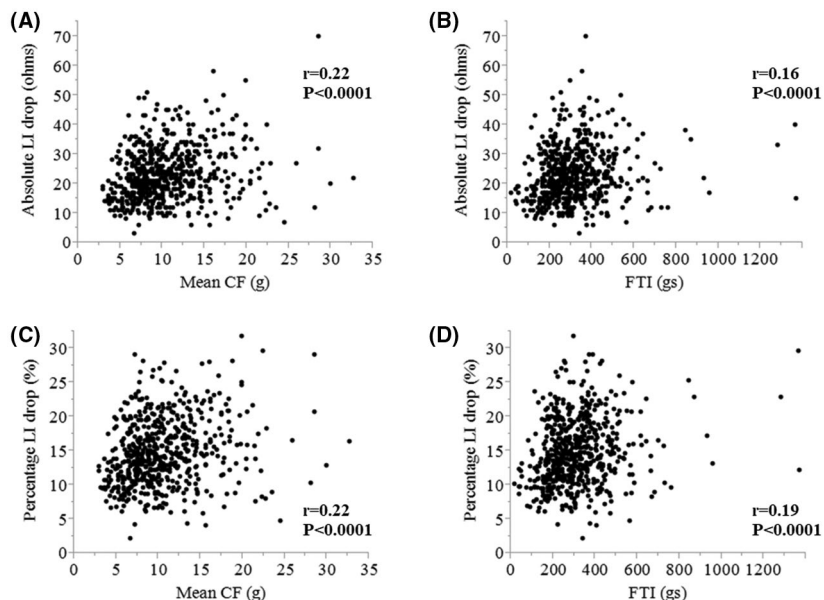 (A)
Absolute LI drop (ohms)
70
60
50
40
30
20
10
0
r=0.22
P<0.0001
0 5 10 15 20 25 30 35
Mean CF (g)
(B)
Absolute LI drop (ohms)
70
60
50
40
30
20
10
0
r=0.16
P<0.0001
0 200 400 600 800 1000 1200
FTI (gs)
(C)
Percentage LI drop (%)
30
25
20
15
10
5
0
r=0.22
P<0.0001
0 5 10 15 20 25 30 35
Mean CF (g)
(D)
Percentage LI drop (%)
30
25
20
15
10
5
0
r=0.19
P<0.0001
0 200 400 600 800 1000 1200
FTI (gs)